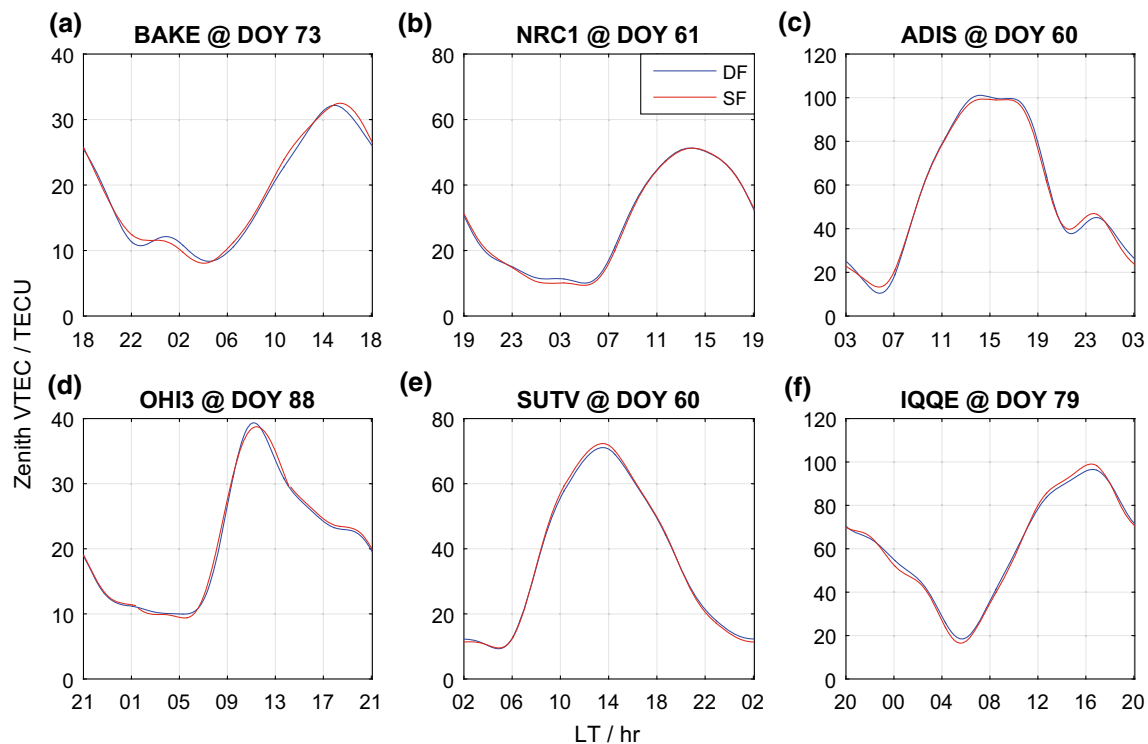 (a) BAKE @ DOY 73
40
30
20
10
0
18 22 02 06 10 14 18
(b) NRC1 @ DOY 61
DF
SF
80
60
40
20
0
19 23 03 07 11 15 19
(c) ADIS @ DOY 60
120
100
80
60
40
20
0
03 07 11 15 19 23 03
Zenith VTEC / TECU
(d) OHI3 @ DOY 88
40
30
20
10
0
21 01 05 09 13 17 21
(e) SUTV @ DOY 60
80
60
40
20
0
02 06 10 14 18 22 02
(f) IQQE @ DOY 79
120
100
80
60
40
20
0
20 00 04 08 12 16 20
LT / hr